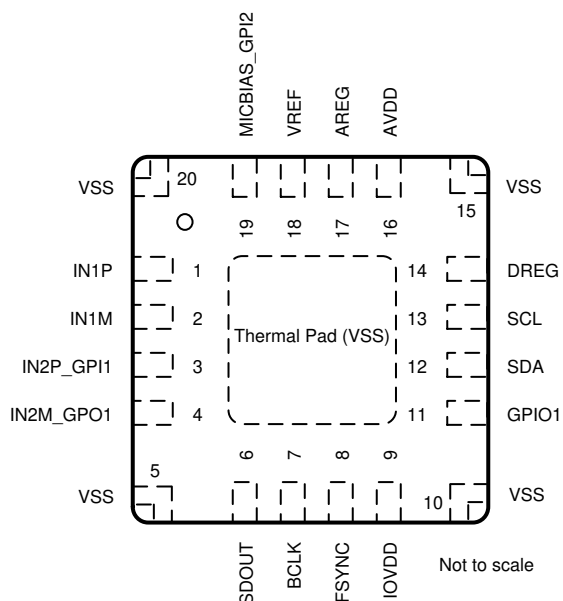 MICBIAS_GPI2
VREF
AREG
AVDD
VSS
20
VSS
15
19
18
17
16
IN1P
1
14
DREG
IN1M
2
13
SCL
Thermal Pad (VSS)
IN2P_GPI1
3
12
SDA
IN2M_GPO1
4
11
GPIO1
6
7
8
9
5
VSS
10
VSS
SDOUT
BCLK
FSYNC
IOVDD
Not to scale